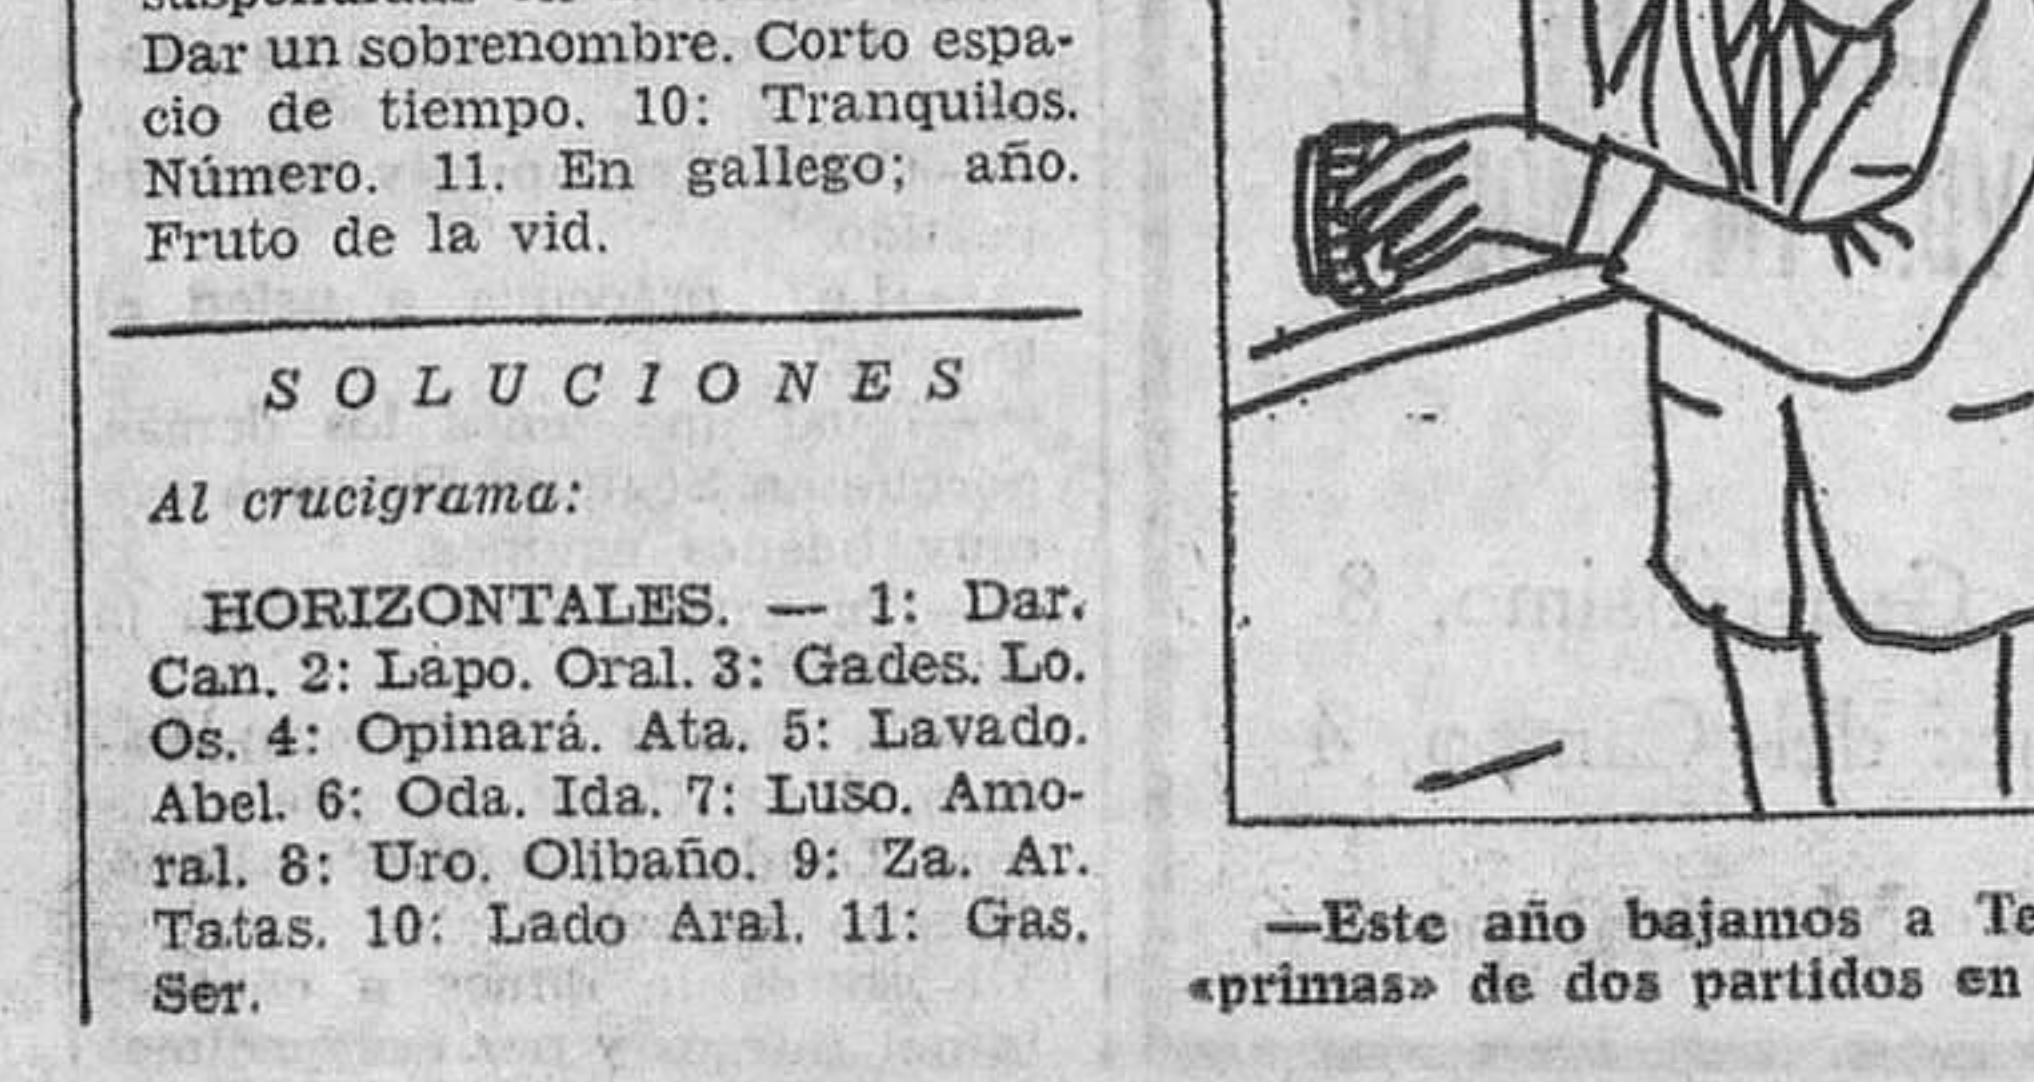 Dar un sobrenombre. Corto espa-
cio de tiempo. 10: Tranquilos.
Número. 11. En gallego; año.
Fruto de la vid.
SOLUCIONES
Al crucigrama:
HORIZONTALES. — 1: Dar.
Can. 2: Lapo. Oral. 3: Gades. Lo.
Os. 4: Opinará. Ata. 5: Lavado.
Abel. 6: Oda. Ida. 7: Luso. Amo-
ral. 8: Uro. Olibaño. 9: Za. Ar.
Tatas. 10: Lado Aral. 11: Gas.
Ser.
—Este año bajamos a Te
«primas» de dos partidos en